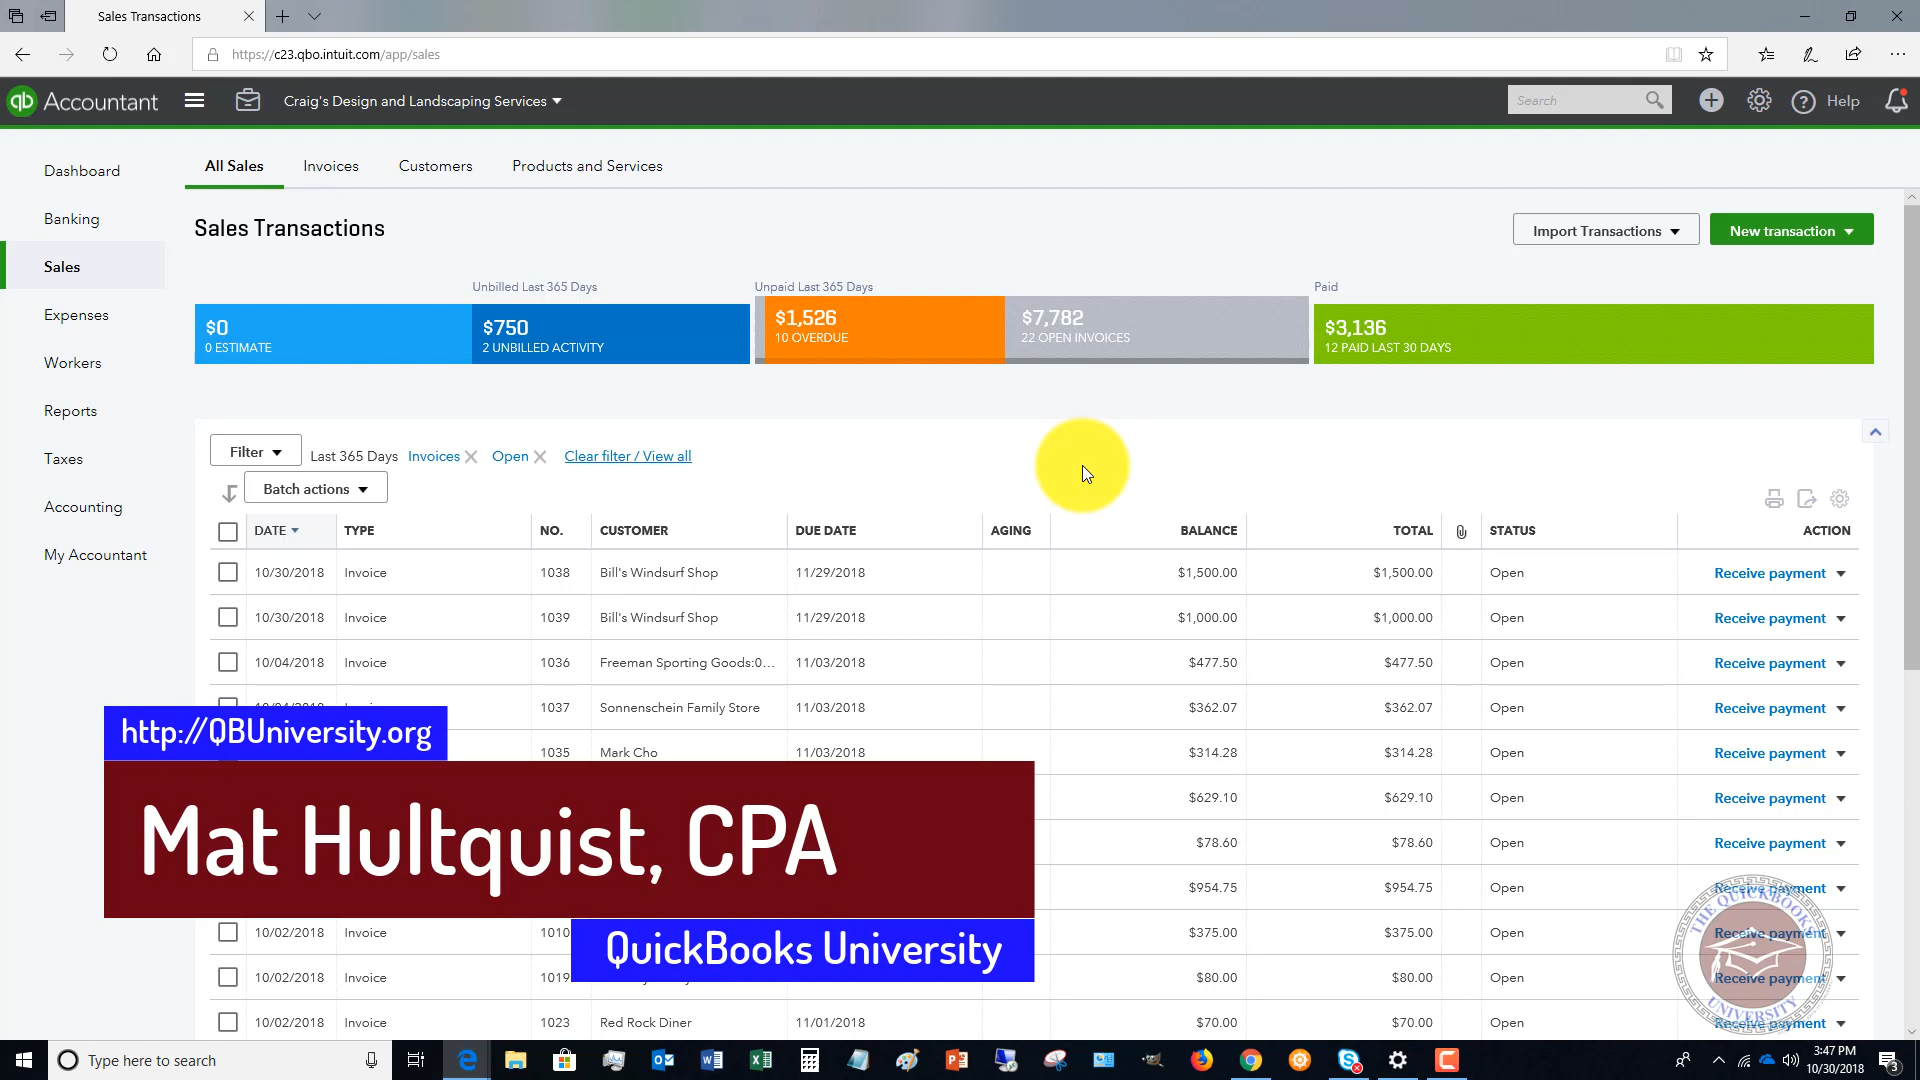 Sales Transactions
https://c23.qbo.intuit.com/app/sales
qb Accountant
Craig's Design and Landscaping Services
Search
Help
Dashboard
Banking
Sales
Expenses
Workers
Reports
Taxes
Accounting
My Accountant
All Sales Invoices Customers Products and Services
Sales Transactions
Import Transactions
New transaction
Unbilled Last 365 Days
Unpaid Last 365 Days
Paid
$0
0 ESTIMATE
$750
2 UNBILLED ACTIVITY
$1,526
10 OVERDUE
$7,782
22 OPEN INVOICES
$3,136
12 PAID LAST 30 DAYS
Filter Last 365 Days Invoices Open Clear filter / View all
Batch actions
DATE TYPE NO. CUSTOMER DUE DATE AGING BALANCE TOTAL STATUS ACTION
10/30/2018 Invoice 1038 Bill's Windsurf Shop 11/29/2018 $1,500.00 $1,500.00 Open Receive payment
10/30/2018 Invoice 1039 Bill's Windsurf Shop 11/29/2018 $1,000.00 $1,000.00 Open Receive payment
10/04/2018 Invoice 1036 Freeman Sporting Goods:0... 11/03/2018 $477.50 $477.50 Open Receive payment
1037 Sonnenschein Family Store 11/03/2018 $362.07 $362.07 Open Receive payment
1035 Mark Cho 11/03/2018 $314.28 $314.28 Open Receive payment
$629.10 $629.10 Open Receive payment
$78.60 $78.60 Open Receive payment
$954.75 $954.75 Open Receive payment
10/02/2018 Invoice 1010 $375.00 $375.00 Open Receive payment
10/02/2018 Invoice 1019 $80.00 $80.00 Open Receive payment
10/02/2018 Invoice 1023 Red Rock Diner 11/01/2018 $70.00 $70.00 Open Receive payment
http://QBUniversity.org
Mat Hultquist, CPA
QuickBooks University
THE QUICKBOOKS
UNIVERSITY
Type here to search
3:47 PM
10/30/2018
3